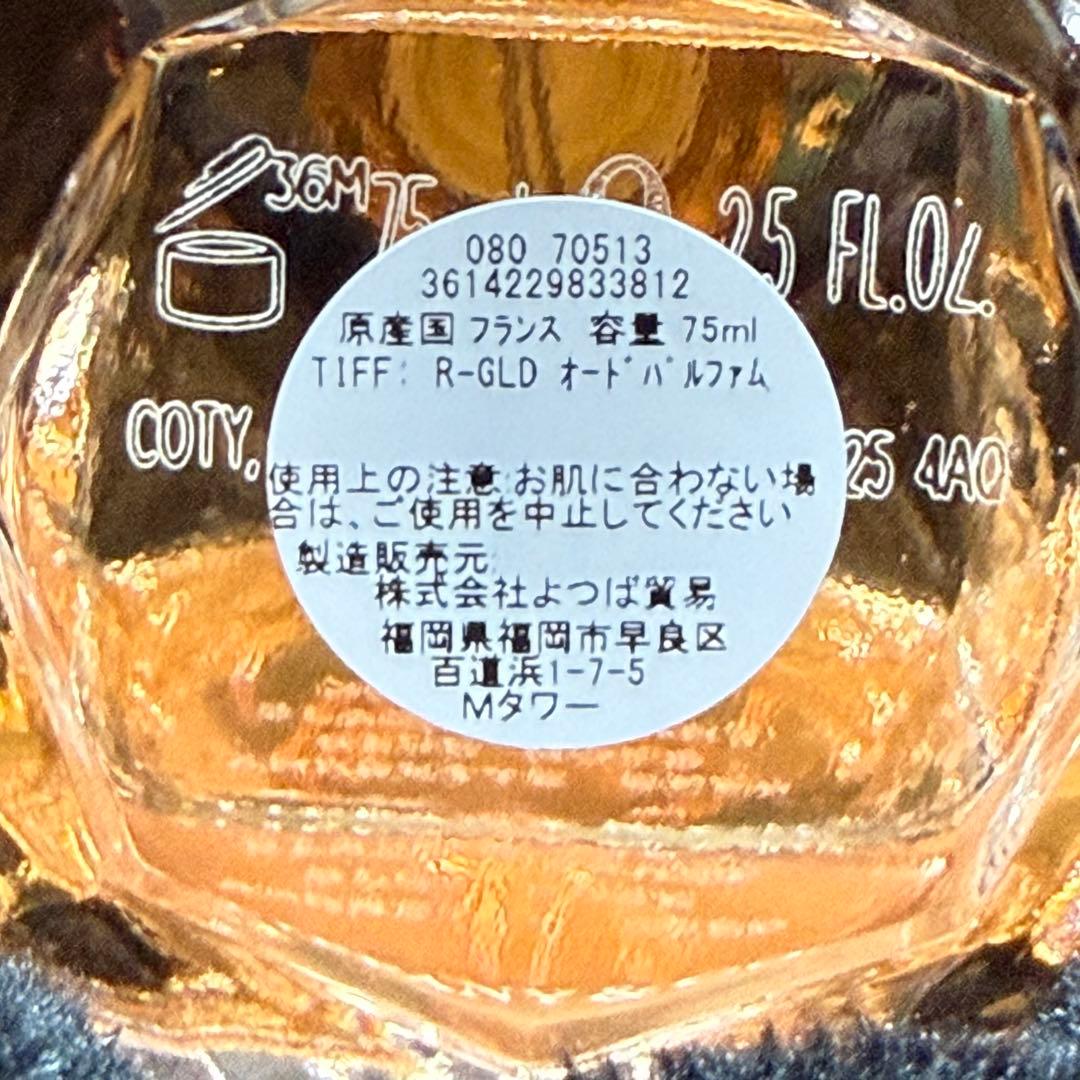 36M 75 2.5 FL.OZ.
080 70513
3614229833812
原産国 フランス 容量 75ml
TIFF: R-GLD オードパルファム
COTY. 25 4AQ
使用上の注意:お肌に合わない場
合は、ご使用を中止してください
製造販売元:
株式会社よつば貿易
福岡県福岡市早良区
百道浜1-7-5
Mタワー